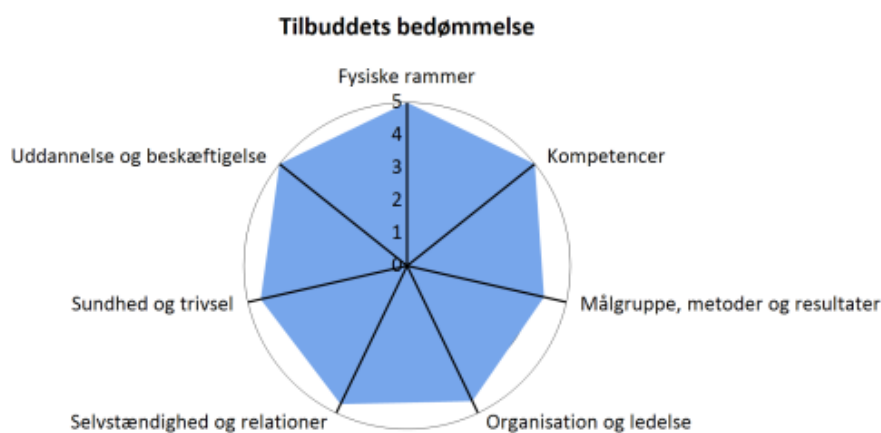 Tilbuddets bedømmelse
Fysiske rammer
5
4
3
2
1
0
Uddannelse og beskæftigelse
Kompetencer
Sundhed og trivsel
Målgruppe, metoder og resultater
Selvstændighed og relationer
Organisation og ledelse